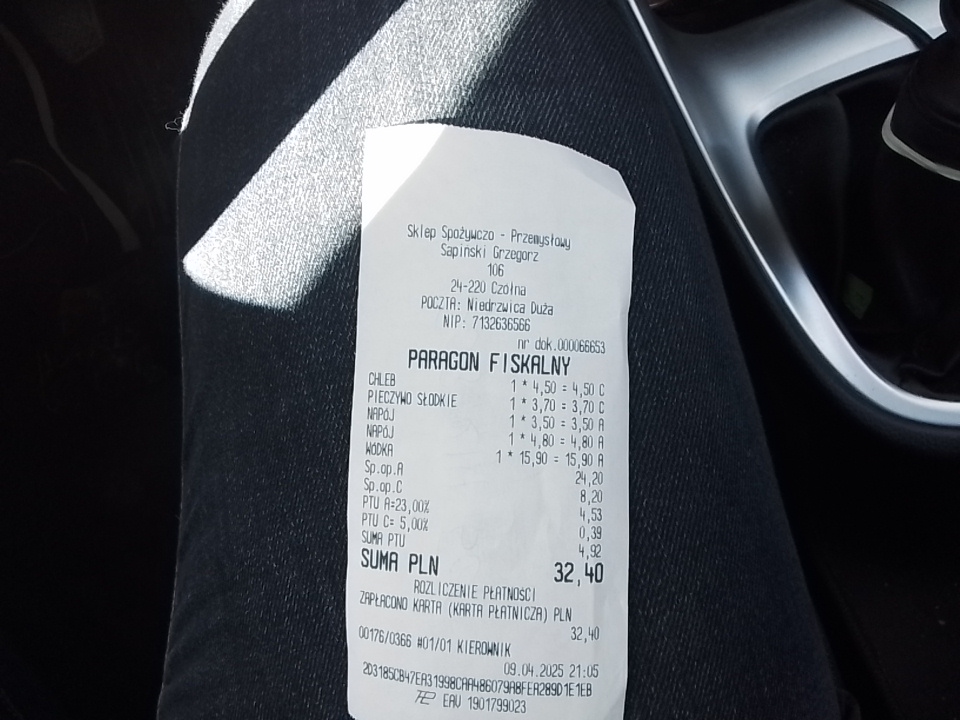 Sklep Spożywczo - Przemysłowy
Sapiński Grzegorz
106
24-220 Czółna
POCZTA: Niedrzwica Duża
NIP: 7132636566
nr dok.000066653
PARAGON FISKALNY
CHLEB 1 * 4,50 = 4,50 C
PIECZYWO SŁODKIE 1 * 3,70 = 3,70 C
NAPÓJ 1 * 3,50 = 3,50 A
NAPÓJ 1 * 4,80 = 4,80 A
WÓDKA 1 * 15,90 = 15,90 A
Sp.op.A 24,20
Sp.op.C 8,20
PTU A=23,00% 4,53
PTU C= 5,00% 0,39
SUMA PTU 4,92
SUMA PLN 32,40
ROZLICZENIE PŁATNOŚCI
ZAPŁACONO KARTA (KARTA PŁATNICZA) PLN
32,40
00176/0366 #01/01 KIEROWNIK
09.04.2025 21:05
2D3185CB47EA31998CAA486079A8FEA289D1E1EB
EAV 1901799023